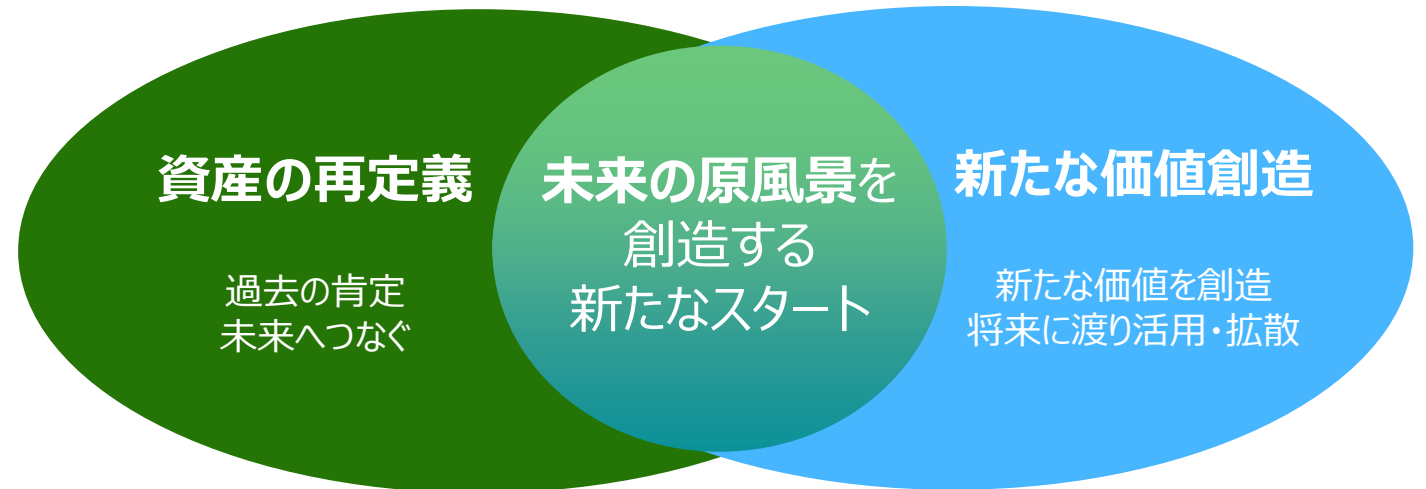 資産の再定義
過去の肯定
未来へつなぐ
未来の原風景を
創造する
新たなスタート
新たな価値創造
新たな価値を創造
将来に渡り活用・拡散